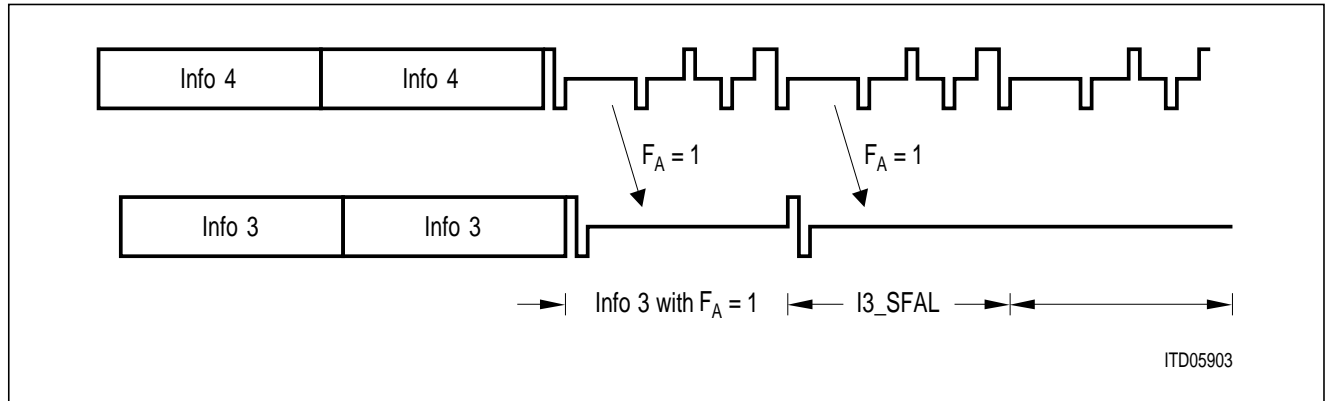 Info 4 Info 4
F_A = 1 F_A = 1
Info 3 Info 3
Info 3 with F_A = 1 I3_SFAL
ITD05903